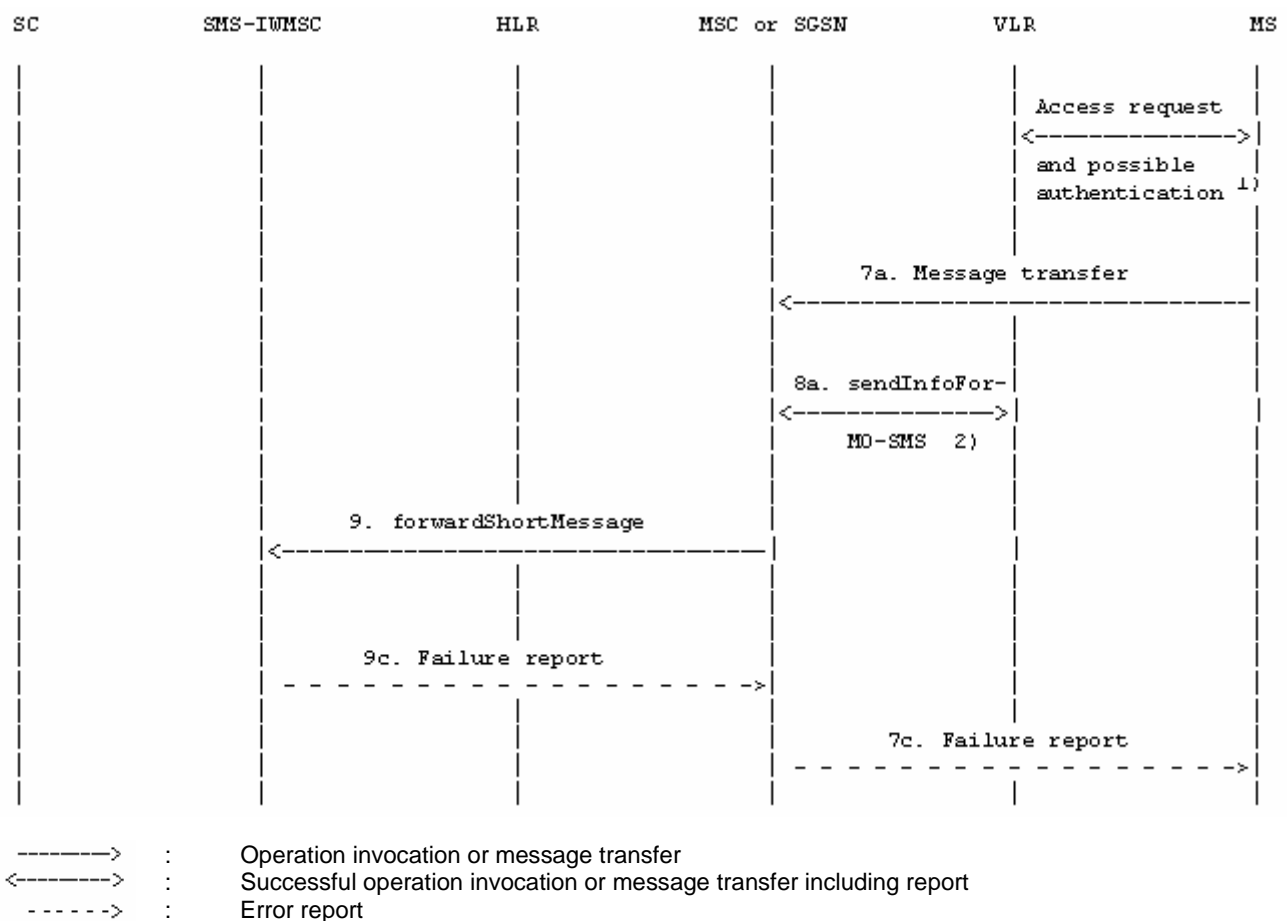 SC SMS-IWMSC HLR MSC or SGSN VLR MS
Access request
and possible
authentication 1)
7a. Message transfer
8a. sendInfoFor-
MO-SMS 2)
9. forwardShortMessage
9c. Failure report
7c. Failure report
: Operation invocation or message transfer
: Successful operation invocation or message transfer including report
: Error report